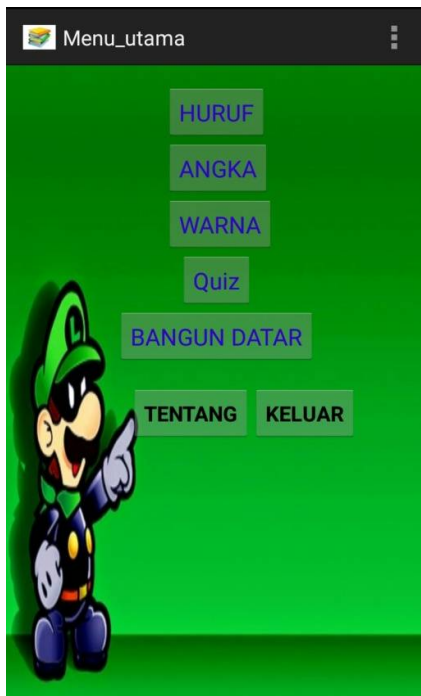 Menu_utama
HURUF
ANGKA
WARNA
Quiz
BANGUN DATAR
TENTANG KELUAR
L